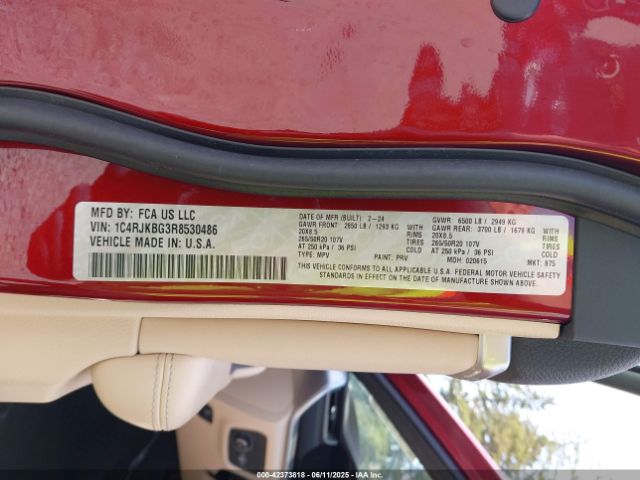 MFD BY: FCA US LLC
VIN: 1C4RJKBG3R8530486
VEHICLE MADE IN: U.S.A.
DATE OF MFR (BUILT): 2-24
GAWR FRONT: 2850 LB / 1293 KG
20X8.5 RIMS
265/50R20 107V TIRES
AT 250 kPa / 36 PSI COLD
TYPE: MPV PAINT: PRV
GVWR: 6500 LB / 2949 KG
GAWR REAR: 3700 LB / 1678 KG
20X8.5 RIMS
265/50R20 107V TIRES
AT 250 kPa / 36 PSI COLD
MDH: 020615 MKT: 875
THIS VEHICLE CONFORMS TO ALL APPLICABLE U.S.A. FEDERAL MOTOR VEHICLE SAFETY
STANDARDS IN EFFECT ON THE DATE OF MANUFACTURE SHOWN ABOVE.
000-42373818 - 06/11/2025 - IAAI.COM